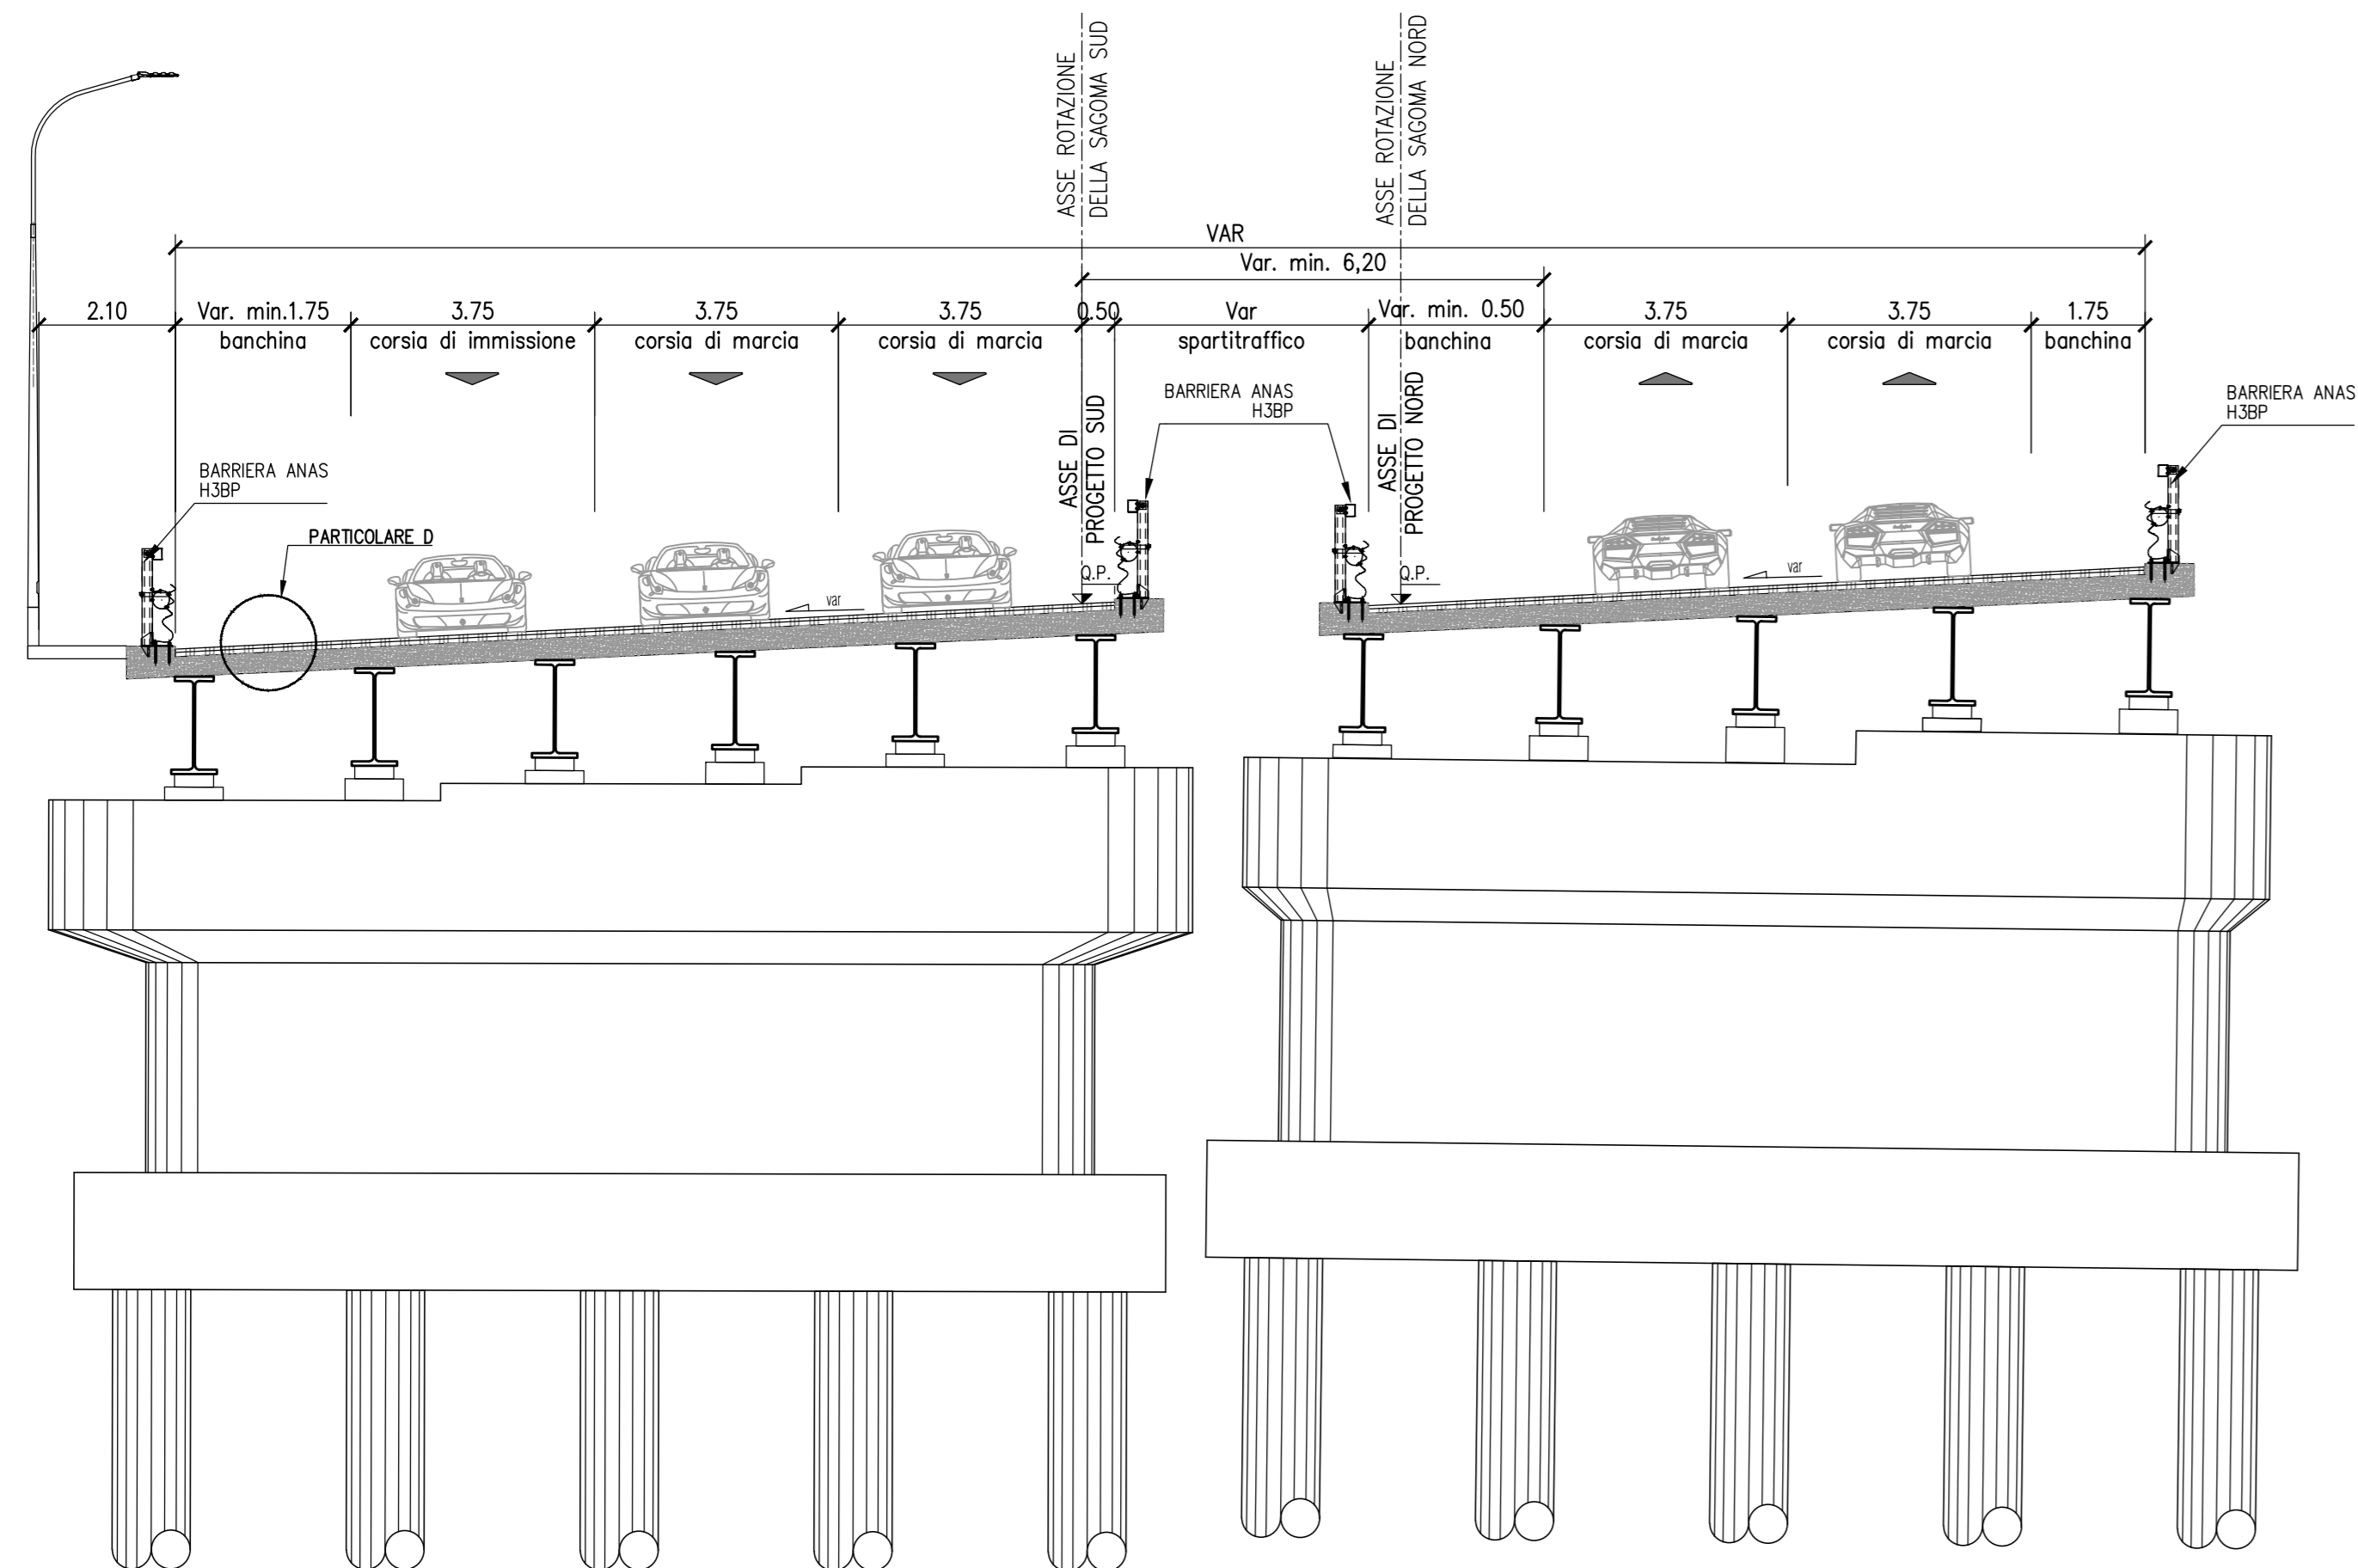 ASSE ROTAZIONE
DELLA SAGOMA SUD
ASSE ROTAZIONE
DELLA SAGOMA NORD
VAR
Var. min. 6,20
2.10
Var. min.1.75
3.75
3.75
3.75
0.50
Var
Var. min. 0.50
3.75
3.75
1.75
banchina
corsia di immissione
corsia di marcia
corsia di marcia
spartitraffico
banchina
corsia di marcia
corsia di marcia
banchina
BARRIERA ANAS
H3BP
PARTICOLARE D
ASSE DI
PROGETTO SUD
BARRIERA ANAS
H3BP
ASSE DI
PROGETTO NORD
BARRIERA ANAS
H3BP
Q.P.
Q.P.
var
var